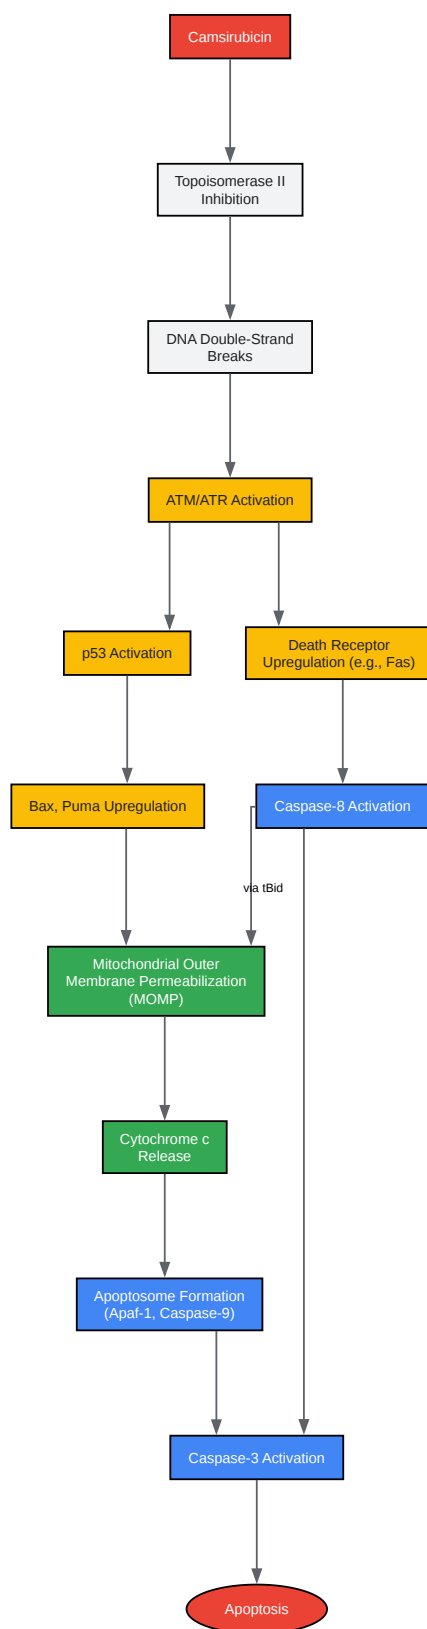 Camsirubicin
Topoisomerase II
Inhibition
DNA Double-Strand
Breaks
ATM/ATR Activation
p53 Activation
Death Receptor
Upregulation (e.g., Fas)
Bax, Puma Upregulation
Caspase-8 Activation
via tBid
Mitochondrial Outer
Membrane Permeabilization
(MOMP)
Cytochrome c
Release
Apoptosome Formation
(Apaf-1, Caspase-9)
Caspase-3 Activation
Apoptosis